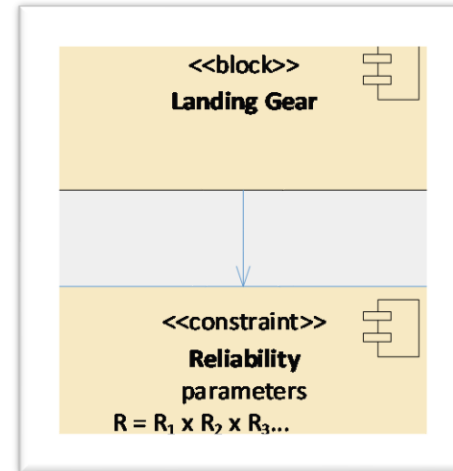 <<block>>
Landing Gear
<<constraint>>
Reliability
parameters
R = R₁ x R₂ x R₃...